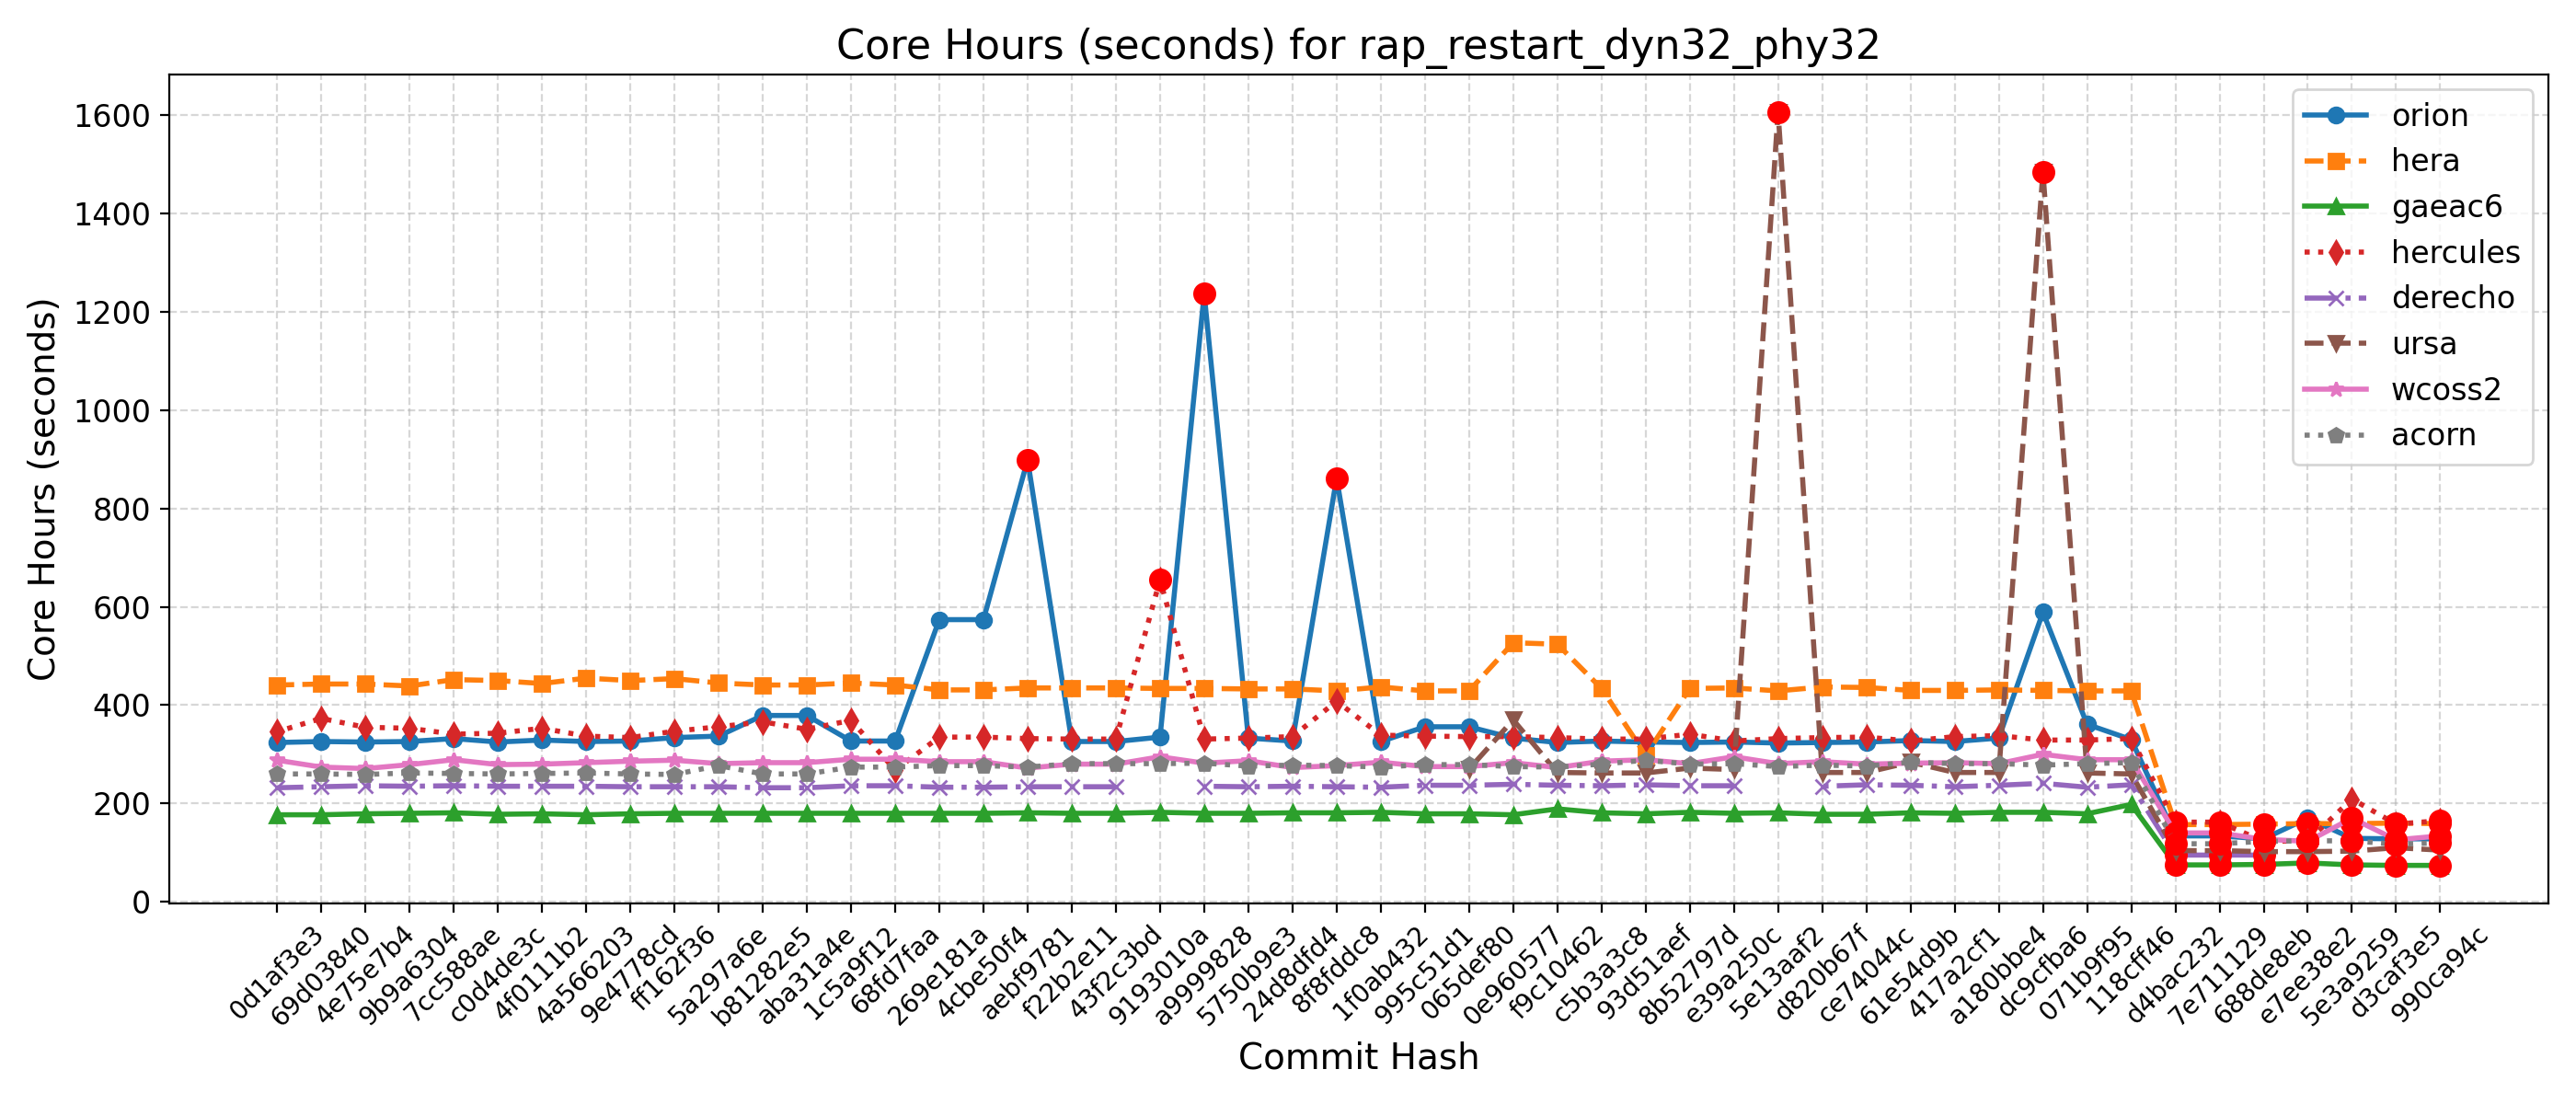 Core Hours (seconds) for rap_restart_dyn32_phy32
Core Hours (seconds)
1600
1400
1200
1000
800
600
400
200
0
orion
hera
gaeac6
hercules
derecho
ursa
wcoss2
acorn
0d1af3e3
69d03840
4e75e7b4
9b9a6304
7cc588ae
c0d4de3c
4f0111b2
4a566203
9e4778cd
ff162f36
5a297a6e
b81282e5
aba31a4e
1c5a9f12
68fd7faa
269e181a
4cbe50f4
aebf9781
f22b2e11
43f2c3bd
9193010a
a9999828
5750b9e3
24d8dfd4
8f8fddc8
1f0ab432
995c51d1
065def80
0e960577
f9c10462
c5b3a3c8
93d51aef
8b52797d
e39a250c
5e13aaf2
d820b67f
ce74044c
61e54d9b
417a2cf1
a180bbe4
dc9cfba6
071b9f95
118cff46
d4bac232
7e711129
688de8eb
e7ee38e2
5e3a9259
d3caf3e5
990ca94c
Commit Hash